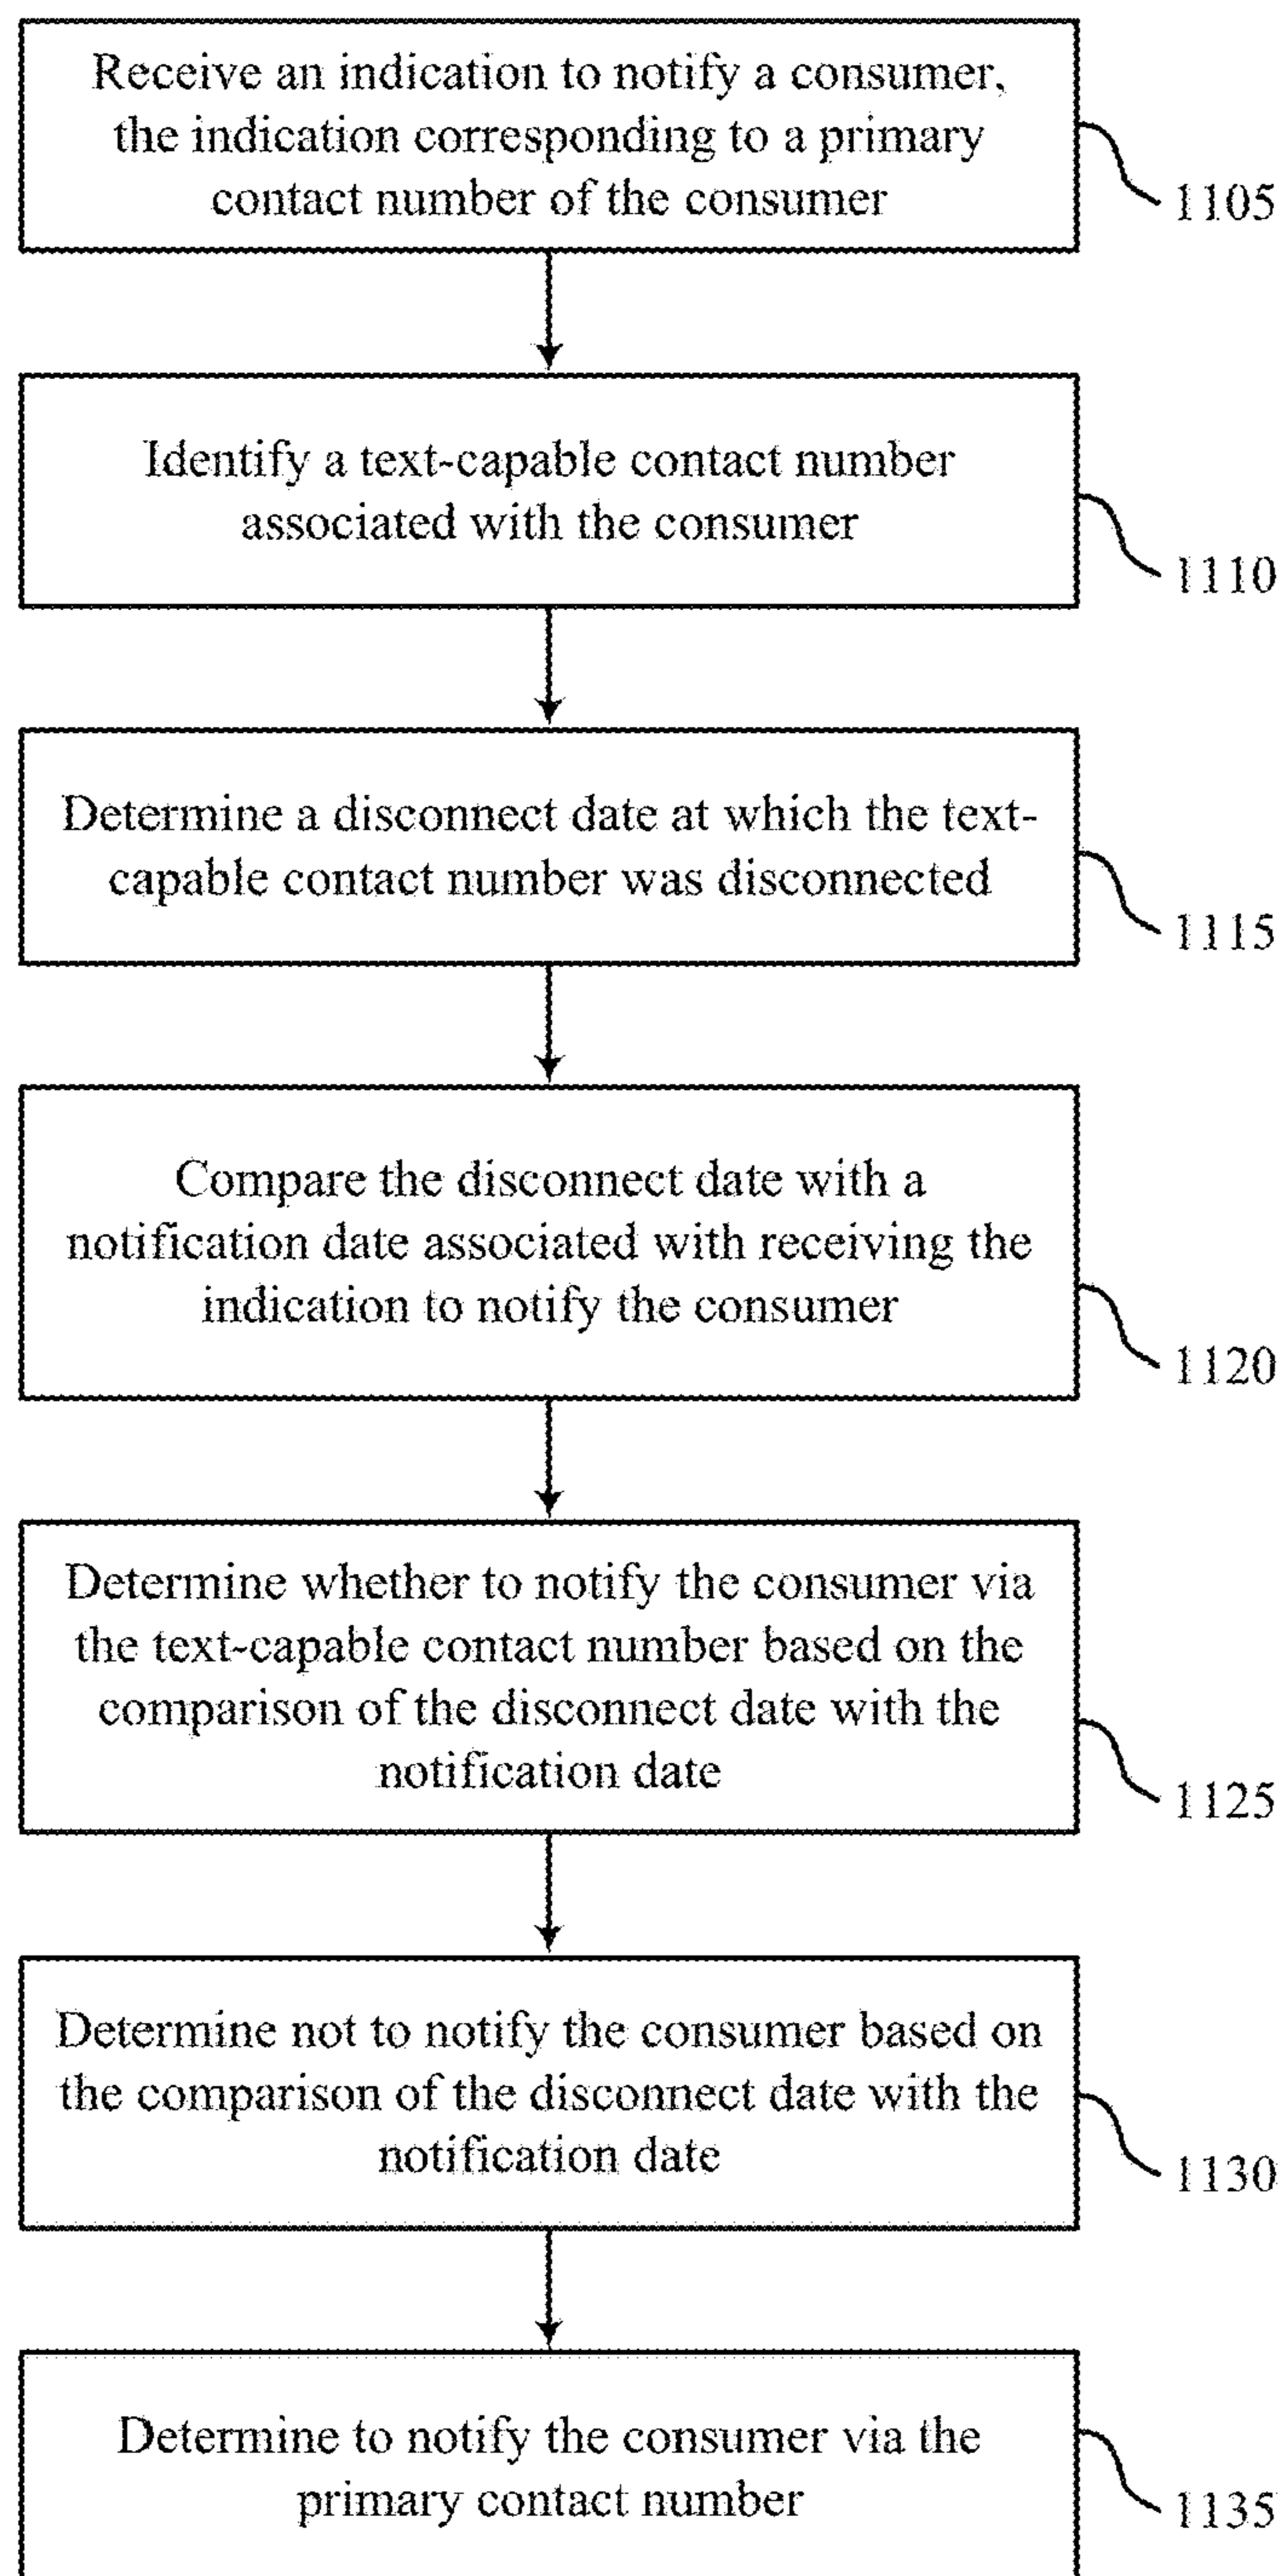 Receive an indication to notify a consumer,
the indication corresponding to a primary
contact number of the consumer
1105
Identify a text-capable contact number
associated with the consumer
1110
Determine a disconnect date at which the text-
capable contact number was disconnected
1115
Compare the disconnect date with a
notification date associated with receiving the
indication to notify the consumer
1120
Determine whether to notify the consumer via
the text-capable contact number based on the
comparison of the disconnect date with the
notification date
1125
Determine not to notify the consumer based on
the comparison of the disconnect date with the
notification date
1130
Determine to notify the consumer via the
primary contact number
1135